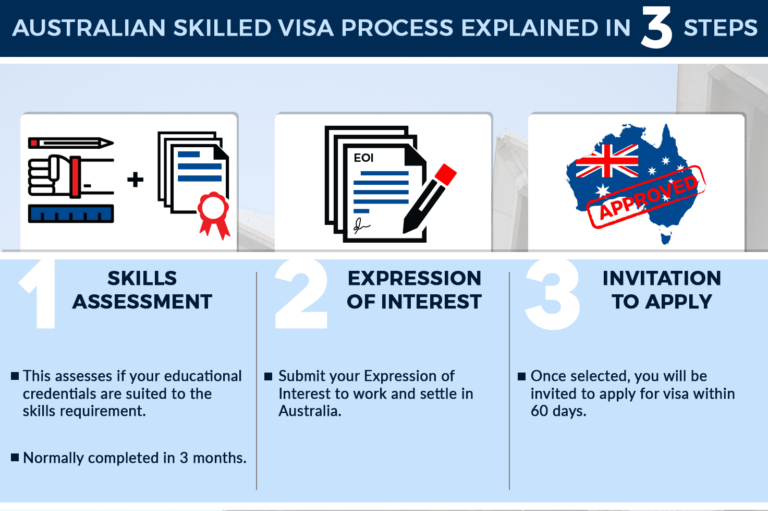 AUSTRALIAN SKILLED VISA PROCESS EXPLAINED IN 3 STEPS
EOI
APPROVED
1
SKILLS
ASSESSMENT
■ This assesses if your educational
credentials are suited to the
skills requirement.
■ Normally completed in 3 months.
2
EXPRESSION
OF INTEREST
■ Submit your Expression of
Interest to work and settle in
Australia.
3
INVITATION
TO APPLY
■ Once selected, you will be
invited to apply for visa within
60 days.